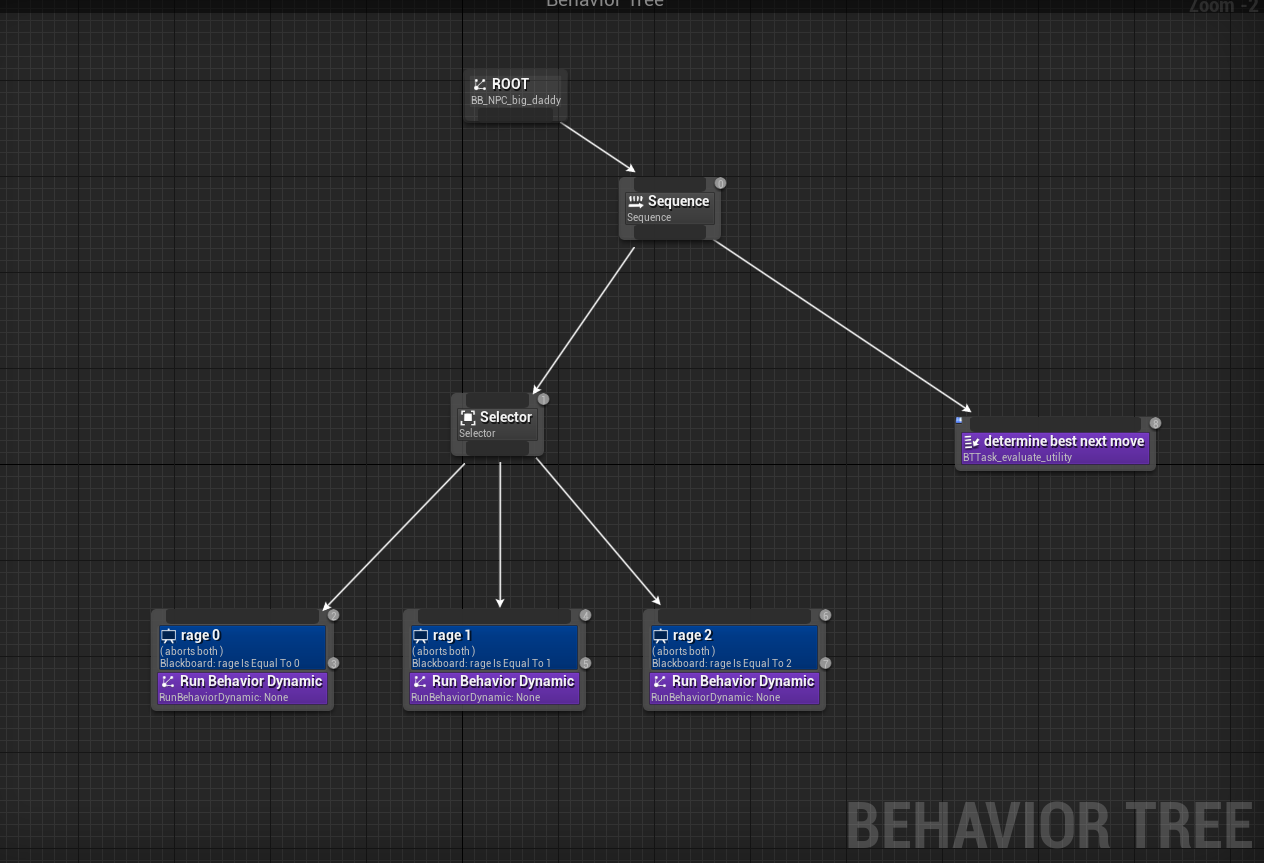 Behavior Tree
Zoom -2
ROOT
BB_NPC_big_daddy
0
Sequence
Sequence
1
Selector
Selector
8
determine best next move
BTTask_evaluate_utility
2
rage 0
( aborts both )
Blackboard: rage Is Equal To 0
3
Run Behavior Dynamic
RunBehaviorDynamic: None
4
rage 1
( aborts both )
Blackboard: rage Is Equal To 1
5
Run Behavior Dynamic
RunBehaviorDynamic: None
6
rage 2
( aborts both )
Blackboard: rage Is Equal To 2
7
Run Behavior Dynamic
RunBehaviorDynamic: None
BEHAVIOR TREE